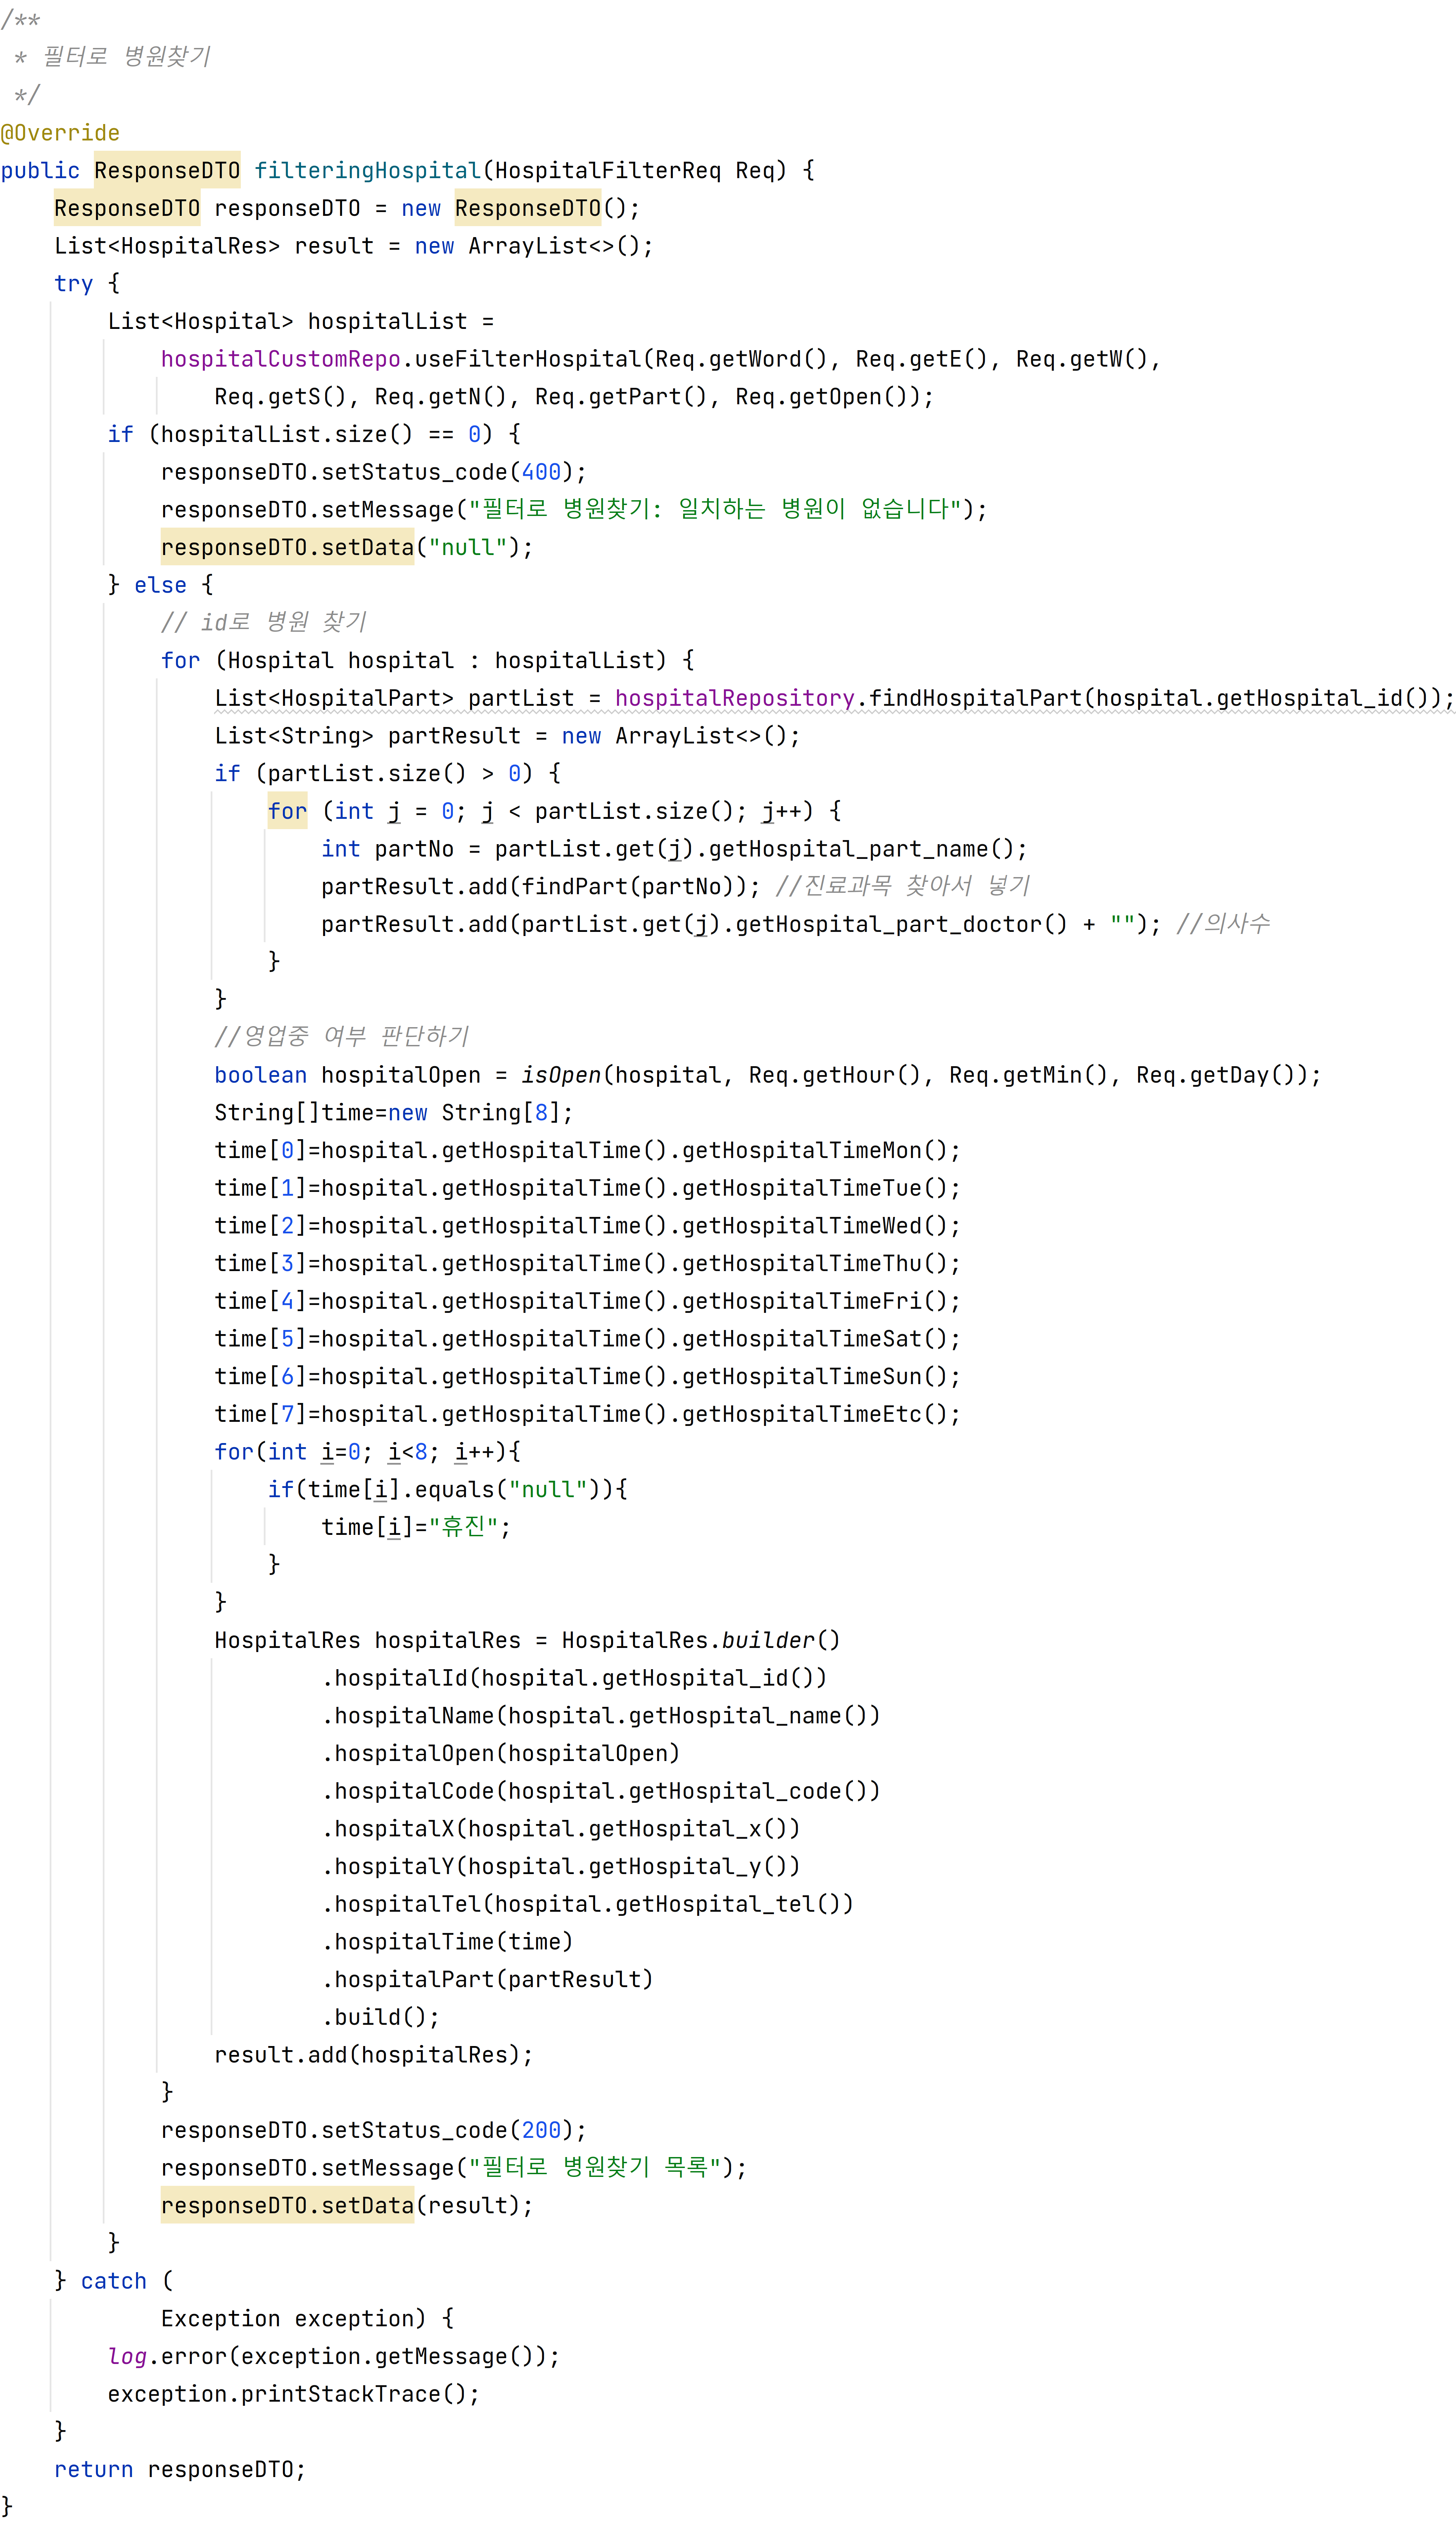 /**
 * 필터로 병원찾기
 */
@Override
public ResponseDTO filteringHospital(HospitalFilterReq Req) {
    ResponseDTO responseDTO = new ResponseDTO();
    List<HospitalRes> result = new ArrayList<>();
    try {
        List<Hospital> hospitalList =
            hospitalCustomRepo.useFilterHospital(Req.getWord(), Req.getE(), Req.getW(),
                Req.getS(), Req.getN(), Req.getPart(), Req.getOpen());
        if (hospitalList.size() == 0) {
            responseDTO.setStatus_code(400);
            responseDTO.setMessage("필터로 병원찾기: 일치하는 병원이 없습니다");
            responseDTO.setData("null");
        } else {
            // id로 병원 찾기
            for (Hospital hospital : hospitalList) {
                List<HospitalPart> partList = hospitalRepository.findHospitalPart(hospital.getHospital_id());
                List<String> partResult = new ArrayList<>();
                if (partList.size() > 0) {
                    for (int j = 0; j < partList.size(); j++) {
                        int partNo = partList.get(j).getHospital_part_name();
                        partResult.add(findPart(partNo)); //진료과목 찾아서 넣기
                        partResult.add(partList.get(j).getHospital_part_doctor() + ""); //의사수
                    }
                }
                //영업중 여부 판단하기
                boolean hospitalOpen = isOpen(hospital, Req.getHour(), Req.getMin(), Req.getDay());
                String[]time=new String[8];
                time[0]=hospital.getHospitalTime().getHospitalTimeMon();
                time[1]=hospital.getHospitalTime().getHospitalTimeTue();
                time[2]=hospital.getHospitalTime().getHospitalTimeWed();
                time[3]=hospital.getHospitalTime().getHospitalTimeThu();
                time[4]=hospital.getHospitalTime().getHospitalTimeFri();
                time[5]=hospital.getHospitalTime().getHospitalTimeSat();
                time[6]=hospital.getHospitalTime().getHospitalTimeSun();
                time[7]=hospital.getHospitalTime().getHospitalTimeEtc();
                for(int i=0; i<8; i++){
                    if(time[i].equals("null")){
                        time[i]="휴진";
                    }
                }
                HospitalRes hospitalRes = HospitalRes.builder()
                        .hospitalId(hospital.getHospital_id())
                        .hospitalName(hospital.getHospital_name())
                        .hospitalOpen(hospitalOpen)
                        .hospitalCode(hospital.getHospital_code())
                        .hospitalX(hospital.getHospital_x())
                        .hospitalY(hospital.getHospital_y())
                        .hospitalTel(hospital.getHospital_tel())
                        .hospitalTime(time)
                        .hospitalPart(partResult)
                        .build();
                result.add(hospitalRes);
            }
            responseDTO.setStatus_code(200);
            responseDTO.setMessage("필터로 병원찾기 목록");
            responseDTO.setData(result);
        }
    } catch (
            Exception exception) {
        log.error(exception.getMessage());
        exception.printStackTrace();
    }
    return responseDTO;
}